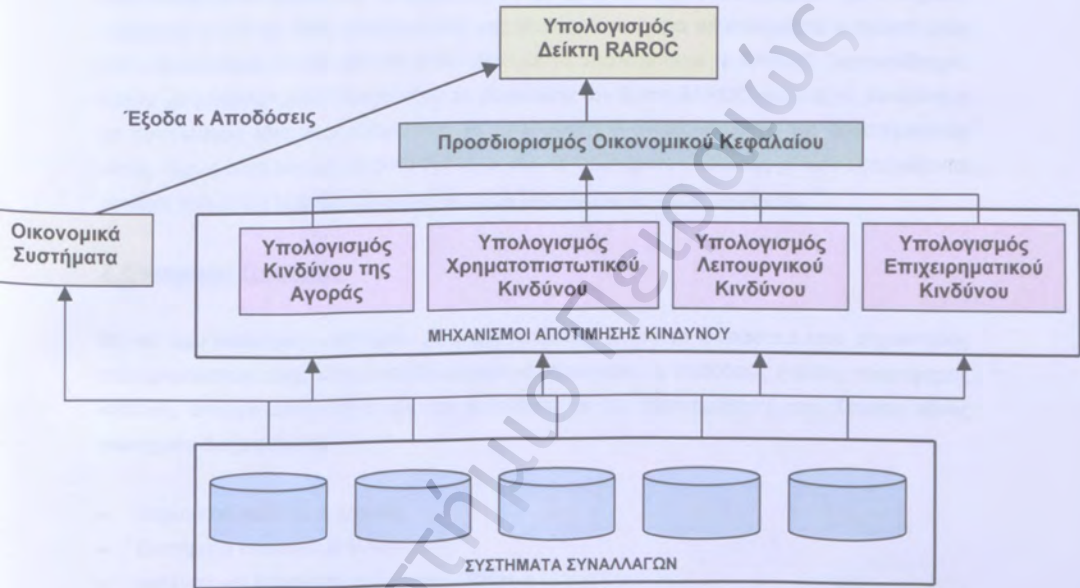 Υπολογισμός
Δείκτη RAROC
Έξοδα κ Αποδόσεις
Προσδιορισμός Οικονομικού Κεφαλαίου
Οικονομικά
Συστήματα
Υπολογισμός
Κινδύνου της
Αγοράς
Υπολογισμός
Χρηματοπιστωτικού
Κινδύνου
Υπολογισμός
Λειτουργικού
Κινδύνου
Υπολογισμός
Επιχειρηματικού
Κινδύνου
ΜΗΧΑΝΙΣΜΟΙ ΑΠΟΤΙΜΗΣΗΣ ΚΙΝΔΥΝΟΥ
ΣΥΣΤΗΜΑΤΑ ΣΥΝΑΛΛΑΓΩΝ
Πειραιώς